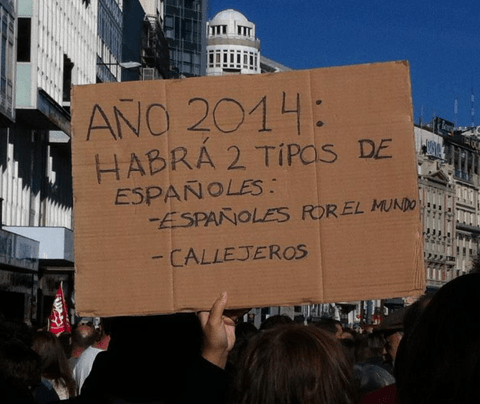 AÑO 2014:
HABRÁ 2 TIPOS DE
ESPAÑOLES:
-ESPAÑOLES POR EL MUNDO
- CALLEJEROS